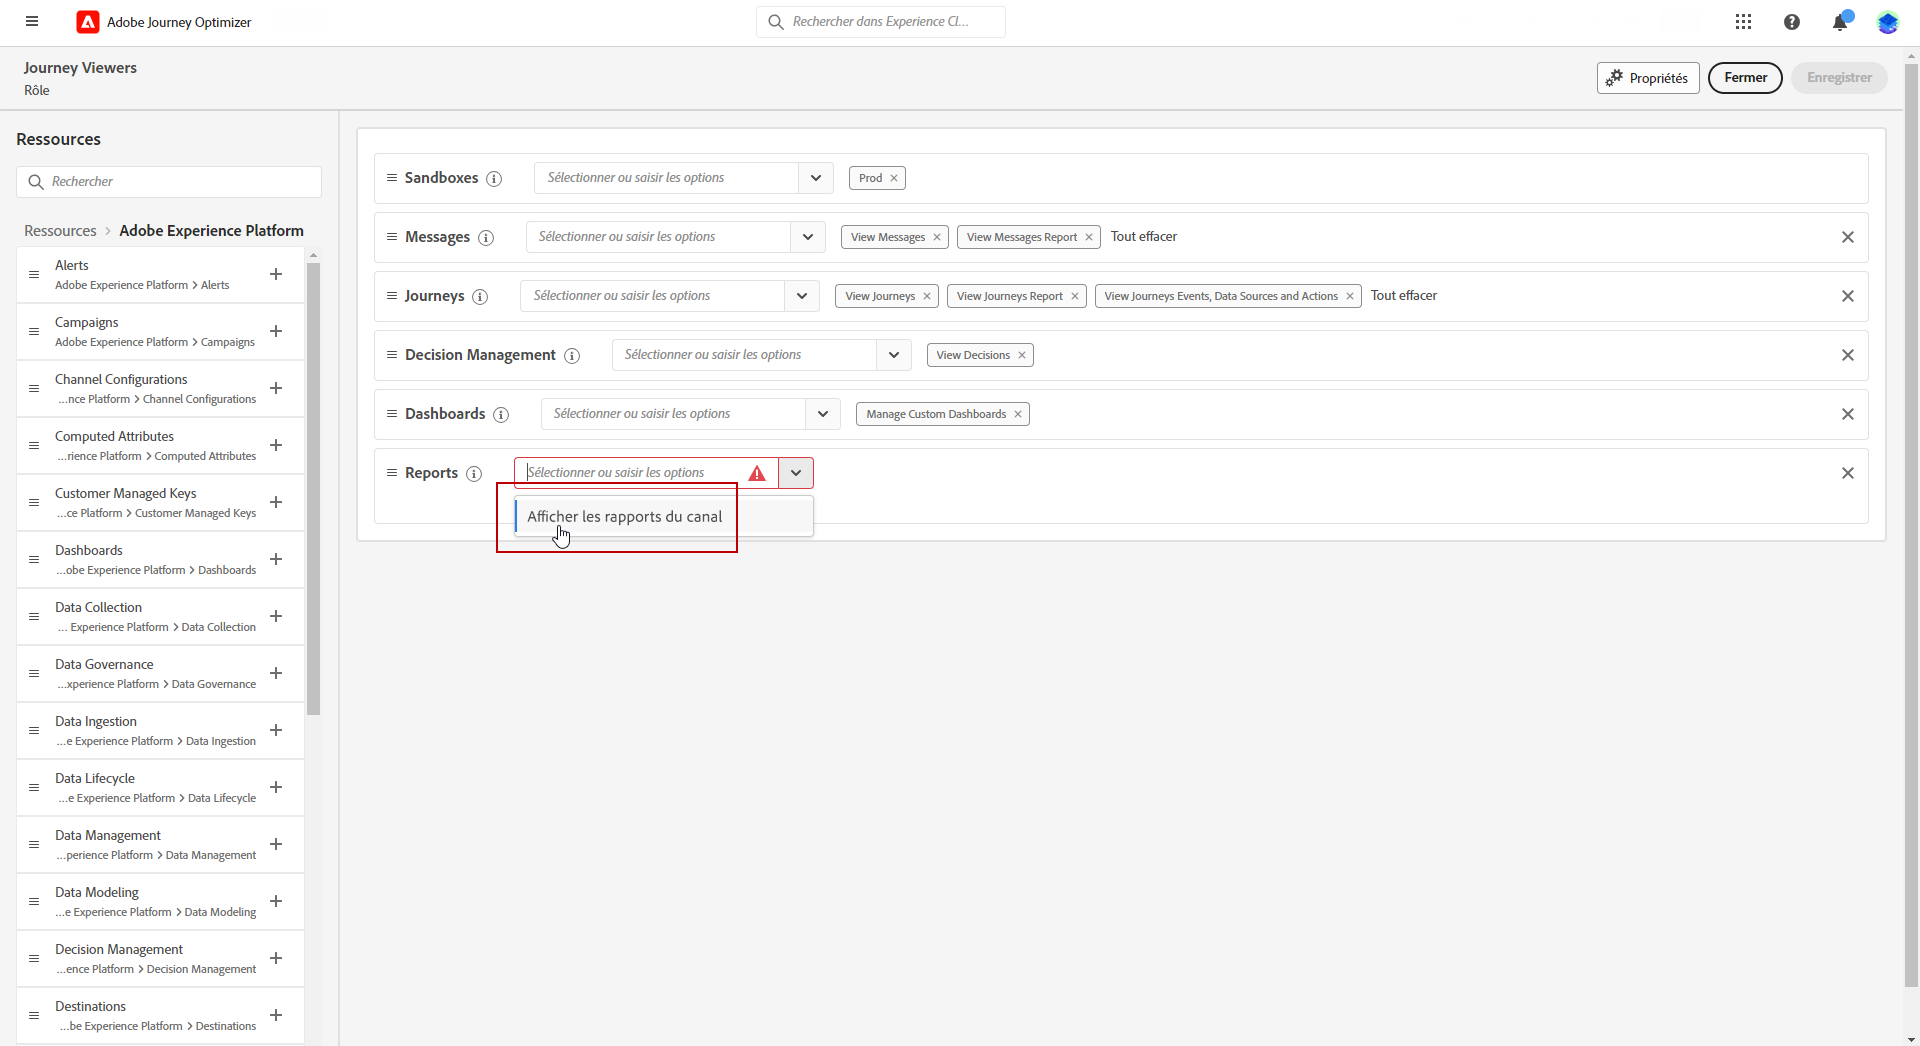 Adobe Journey Optimizer
Rechercher dans Experience Cl...
Journey Viewers
Rôle
Propriétés
Fermer
Enregistrer
Ressources
Rechercher
Ressources > Adobe Experience Platform
Alerts
Adobe Experience Platform > Alerts
Campaigns
Adobe Experience Platform > Campaigns
Channel Configurations
...nce Platform > Channel Configurations
Computed Attributes
...rience Platform > Computed Attributes
Customer Managed Keys
...ce Platform > Customer Managed Keys
Dashboards
...obe Experience Platform > Dashboards
Data Collection
... Experience Platform > Data Collection
Data Governance
...xperience Platform > Data Governance
Data Ingestion
...e Experience Platform > Data Ingestion
Data Lifecycle
...e Experience Platform > Data Lifecycle
Data Management
...perience Platform > Data Management
Data Modeling
...e Experience Platform > Data Modeling
Decision Management
...ence Platform > Decision Management
Destinations
...be Experience Platform > Destinations
Sandboxes Sélectionner ou saisir les options Prod
Messages Sélectionner ou saisir les options View Messages View Messages Report Tout effacer
Journeys Sélectionner ou saisir les options View Journeys View Journeys Report View Journeys Events, Data Sources and Actions Tout effacer
Decision Management Sélectionner ou saisir les options View Decisions
Dashboards Sélectionner ou saisir les options Manage Custom Dashboards
Reports Sélectionner ou saisir les options
Afficher les rapports du canal